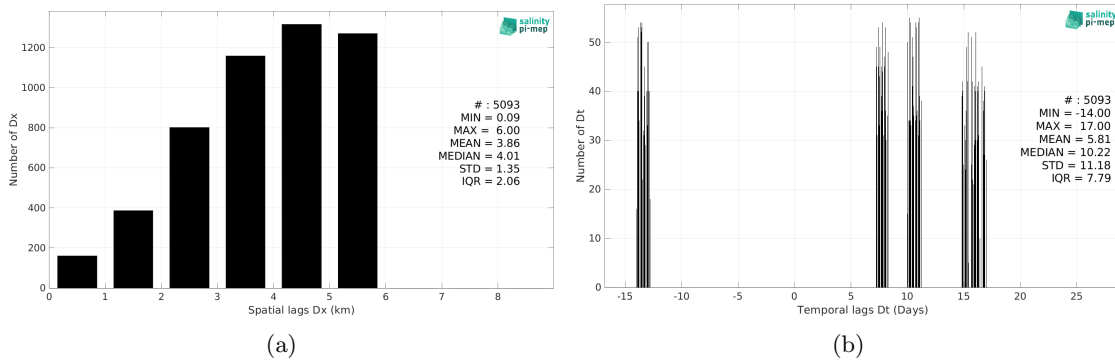 salinity
pi-mep
# : 5093
MIN = 0.09
MAX = 6.00
MEAN = 3.86
MEDIAN = 4.01
STD = 1.35
IQR = 2.06
Number of Dx
1200
1000
800
600
400
200
0
0 1 2 3 4 5 6 7 8
Spatial lags Dx (km)
(a)
salinity
pi-mep
# : 5093
MIN = -14.00
MAX = 17.00
MEAN = 5.81
MEDIAN = 10.22
STD = 11.18
IQR = 7.79
Number of Dt
50
40
30
20
10
0
-15 -10 -5 0 5 10 15 20 25
Temporal lags Dt (Days)
(b)